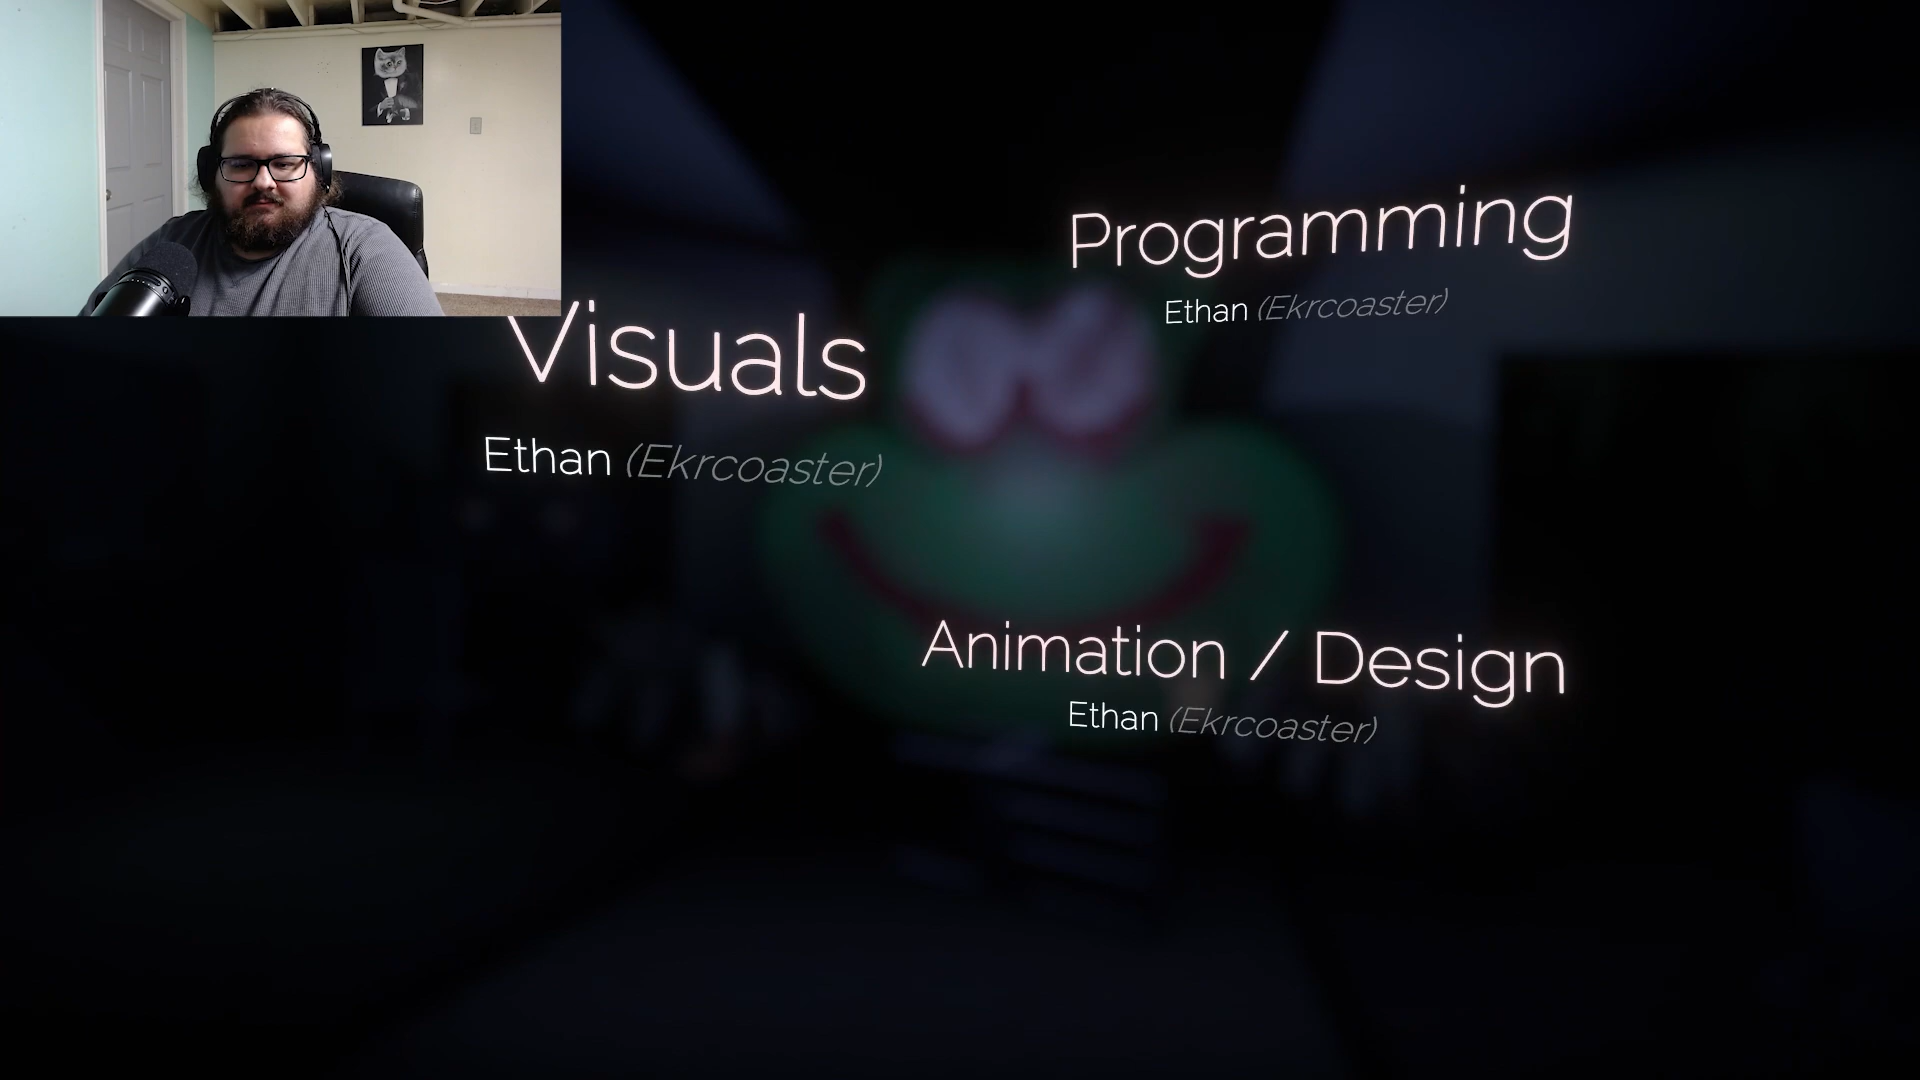 Programming
Ethan (Ekrcoaster)
Visuals
Ethan (Ekrcoaster)
Animation / Design
Ethan (Ekrcoaster)